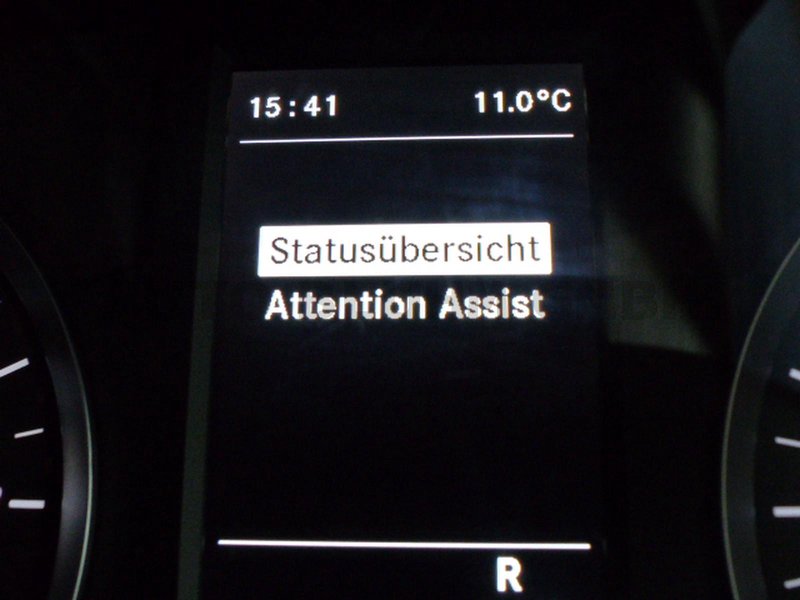 15:41 11.0°C
Statusübersicht
Attention Assist
R